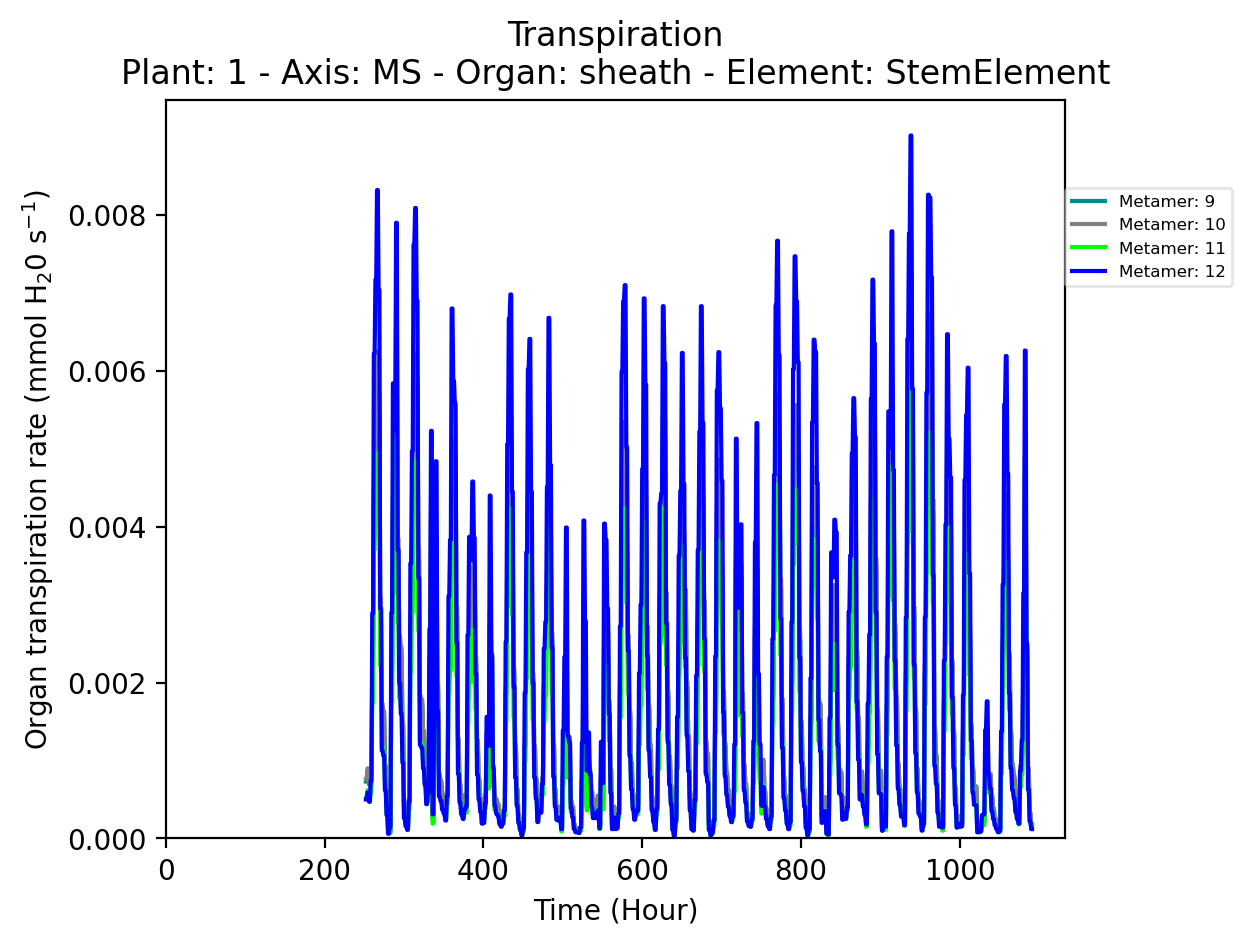 Transpiration
Plant: 1 - Axis: MS - Organ: sheath - Element: StemElement
Organ transpiration rate (mmol H₂0 s⁻¹)
0.008
0.006
0.004
0.002
0.000
0 200 400 600 800 1000
Time (Hour)
Metamer: 9
Metamer: 10
Metamer: 11
Metamer: 12